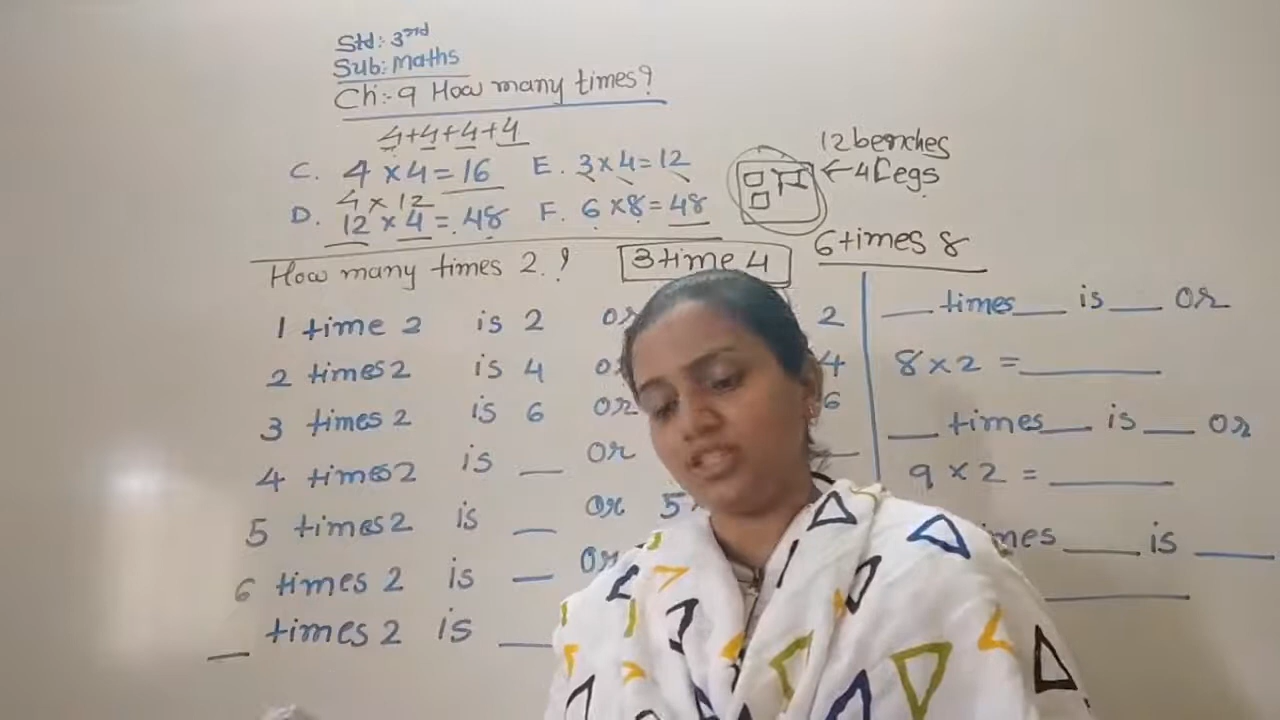 Std:- 3rd
Sub: Maths
Ch:- 9 How many times?
4+4+4+4
C. 4 × 4 = 16 E. 3 × 4 = 12
4 × 12
D. 12 × 4 = 48 F. 6 × 8 = 48
12 benches
←4 Legs
6 times 8
How many times 2.?
3 time 4
1 time 2 is 2 or 2
2 times 2 is 4 or 4
3 times 2 is 6 or 6
4 times 2 is __ or __
5 times 2 is __ or 5
6 times 2 is __ or
__ times 2 is __
__ times __ is __ or
8 × 2 = ____
__ times __ is __ or
9 × 2 = ____
__ is __
____